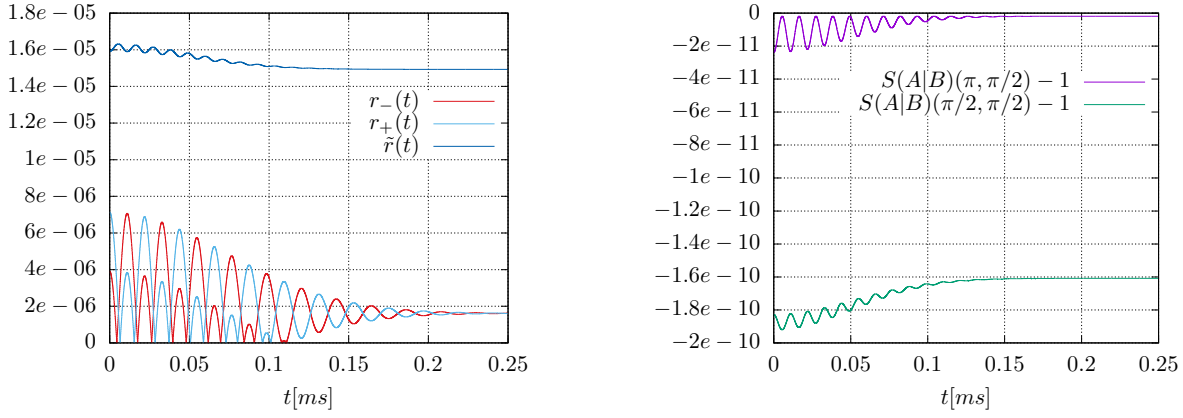 1.8e − 05
1.6e − 05
1.4e − 05
1.2e − 05
1e − 05
8e − 06
6e − 06
4e − 06
2e − 06
0
r₋(t)
r₊(t)
r̃(t)
0 0.05 0.1 0.15 0.2 0.25
t[ms]
0
−2e − 11
−4e − 11
−6e − 11
−8e − 11
−1e − 10
−1.2e − 10
−1.4e − 10
−1.6e − 10
−1.8e − 10
−2e − 10
S(A|B)(π, π/2) − 1
S(A|B)(π/2, π/2) − 1
0 0.05 0.1 0.15 0.2 0.25
t[ms]